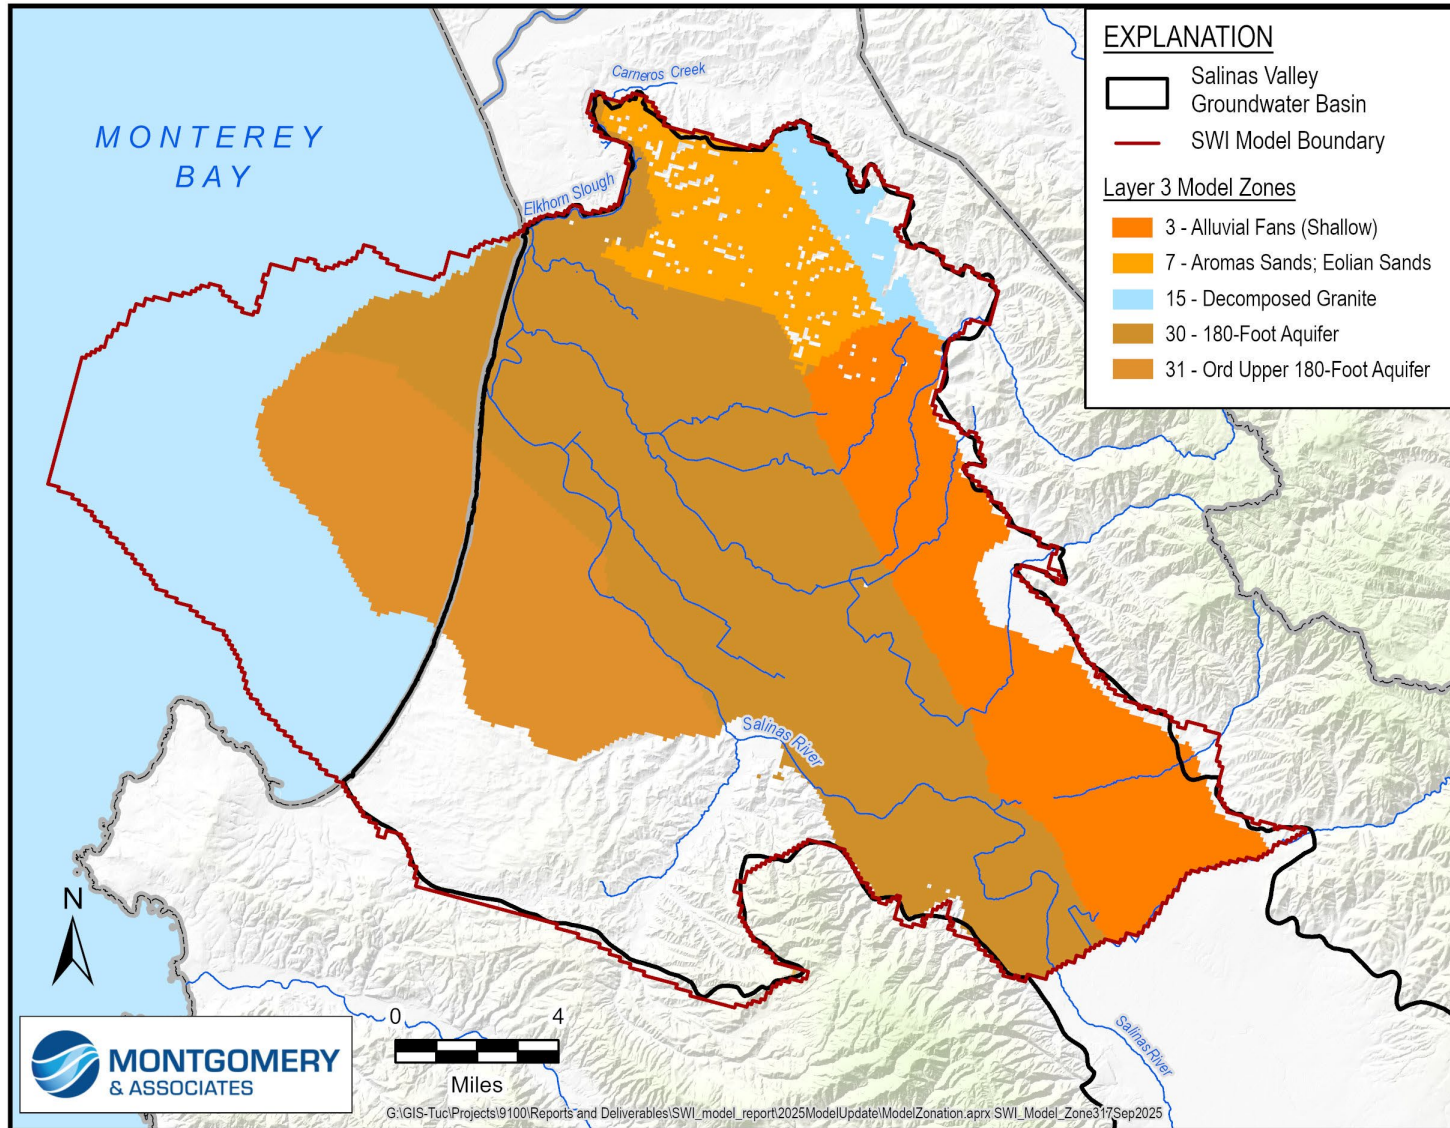 EXPLANATION
Salinas Valley
Groundwater Basin
SWI Model Boundary
Layer 3 Model Zones
3 - Alluvial Fans (Shallow)
7 - Aromas Sands; Eolian Sands
15 - Decomposed Granite
30 - 180-Foot Aquifer
31 - Ord Upper 180-Foot Aquifer
Carneros Creek
MONTEREY
BAY
Elkhorn Slough
Salinas River
N
0 4
Miles
Salinas River
MONTGOMERY
& ASSOCIATES
G:\GIS-Tuc\Projects\9100\Reports and Deliverables\SWI_model_report\2025ModelUpdate\ModelZonation.aprx SWI_Model_Zone317Sep2025